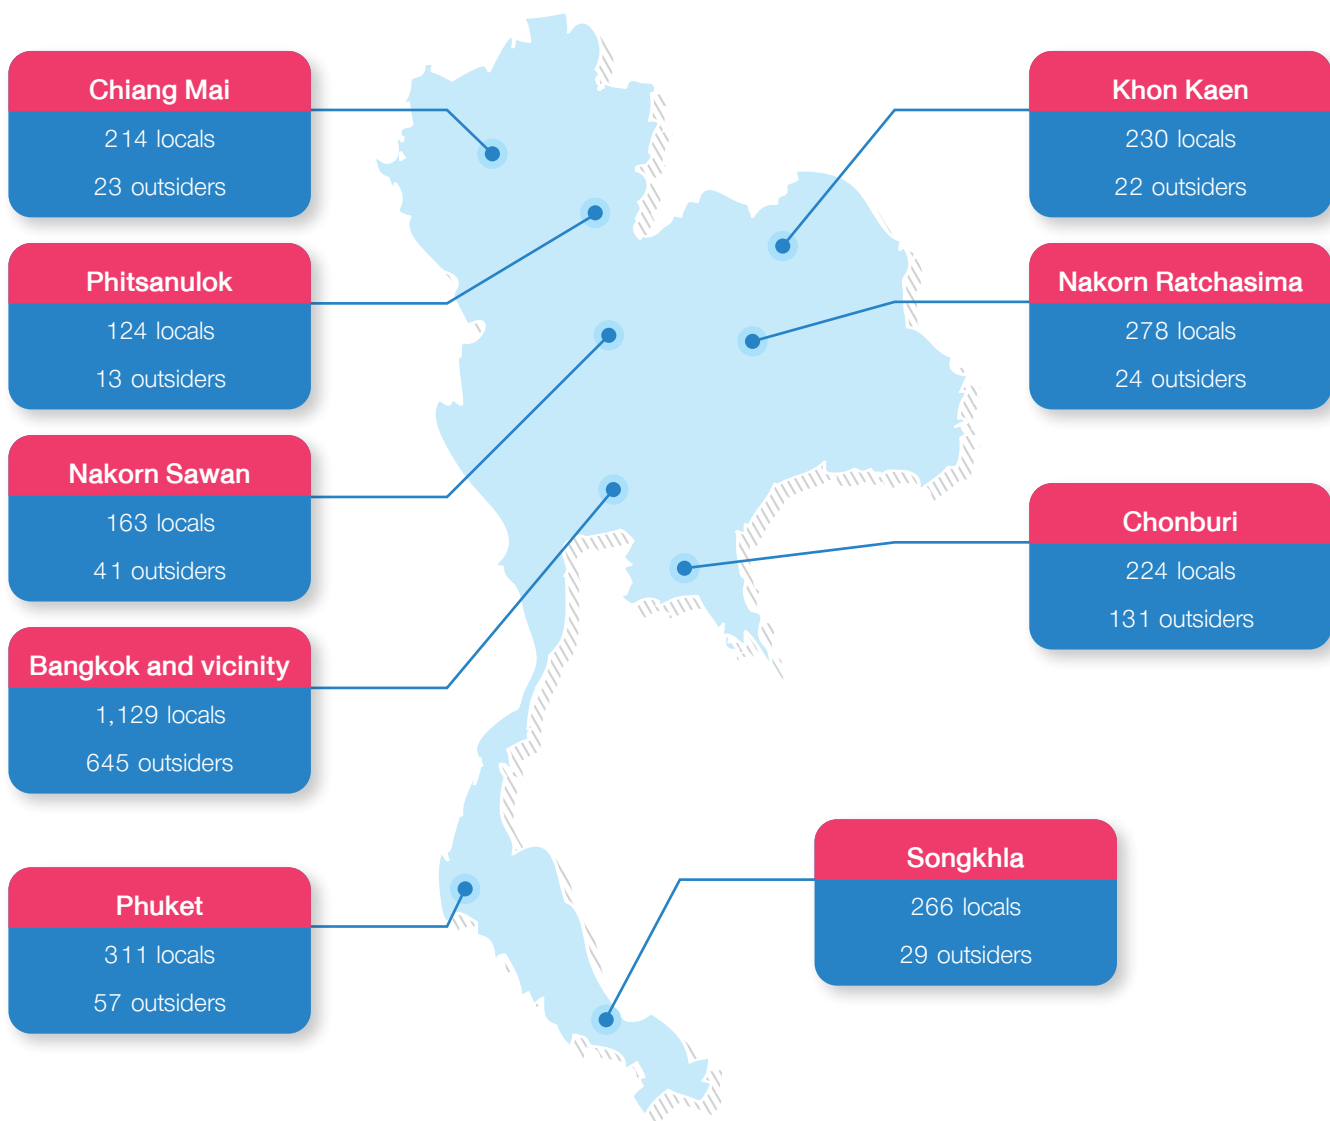 Chiang Mai
214 locals
23 outsiders
Phitsanulok
124 locals
13 outsiders
Nakorn Sawan
163 locals
41 outsiders
Bangkok and vicinity
1,129 locals
645 outsiders
Phuket
311 locals
57 outsiders
Khon Kaen
230 locals
22 outsiders
Nakorn Ratchasima
278 locals
24 outsiders
Chonburi
224 locals
131 outsiders
Songkhla
266 locals
29 outsiders